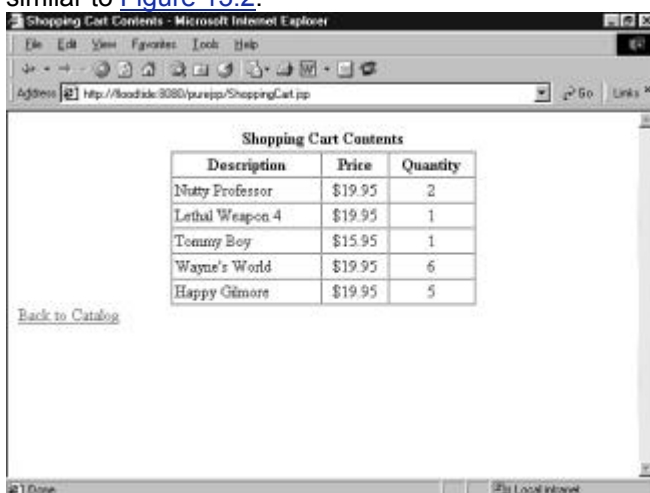 similar to Figure 13.2.
Shopping Cart Contents - Microsoft Internet Explorer
File Edit View Favorites Tools Help
Address http://floodtide:8080/purejsp/ShoppingCart.jsp Go Links »
Shopping Cart Contents
Description Price Quantity
Nutty Professor $19.95 2
Lethal Weapon 4 $19.95 1
Tommy Boy $15.95 1
Wayne's World $19.95 6
Happy Gilmore $19.95 5
Back to Catalog
Done Local intranet